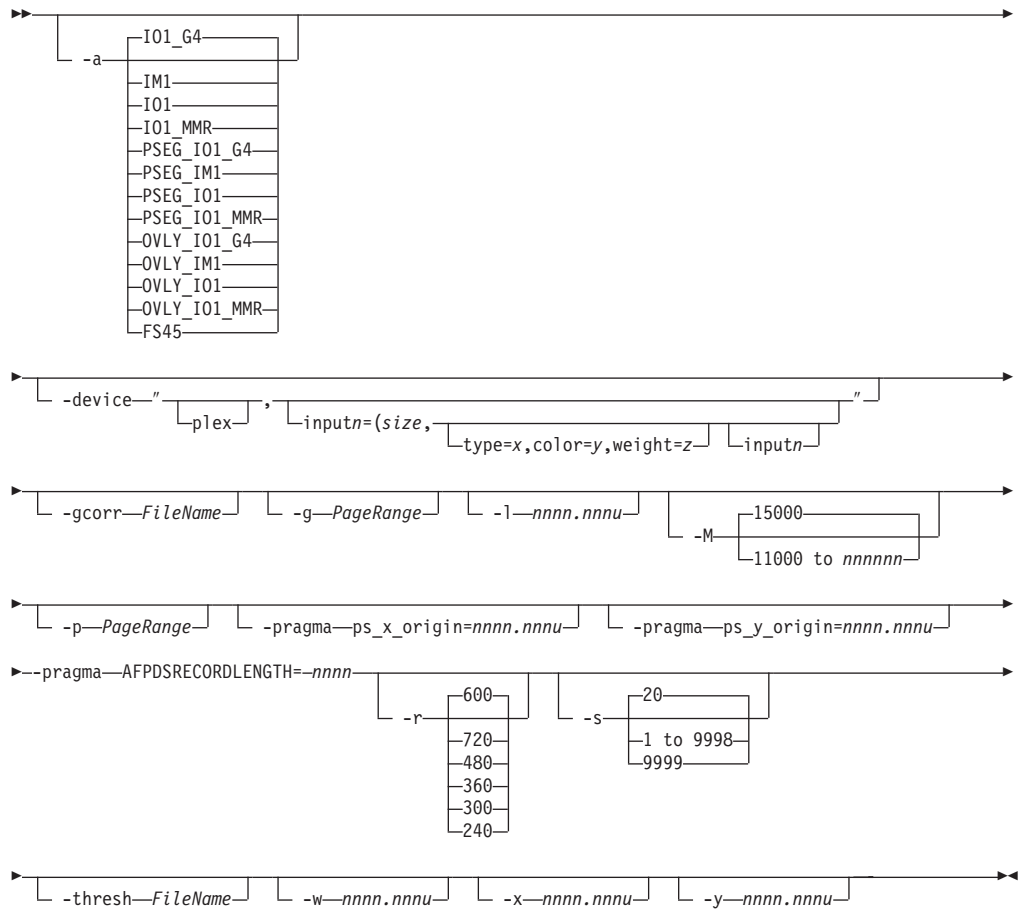 IO1_G4
-a
IM1
IO1
IO1_MMR
PSEG_IO1_G4
PSEG_IM1
PSEG_IO1
PSEG_IO1_MMR
OVLY_IO1_G4
OVLY_IM1
OVLY_IO1
OVLY_IO1_MMR
FS45
-device " plex , inputn=(size, type=x,color=y,weight=z inputn "
-gcorr FileName -g PageRange -l nnnn.nnnu -M 15000
11000 to nnnnnn
-p PageRange -pragma ps_x_origin=nnnn.nnnu -pragma ps_y_origin=nnnn.nnnu
-pragma AFPDSRECORDLENGTH= nnnn -r 600 -s 20
720 1 to 9998
480 9999
360
300
240
-thresh FileName -w nnnn.nnnu -x nnnn.nnnu -y nnnn.nnnu